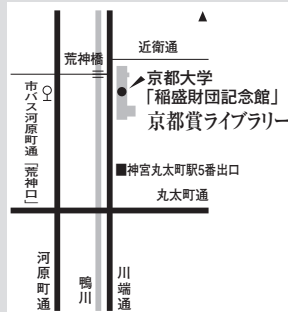 荒神橋
近衛通
京都大学
「稲盛財団記念館」
京都賞ライブラリー
市バス河原町通「荒神口」
■神宮丸太町駅5番出口
丸太町通
河原町通
鴨川
川端通